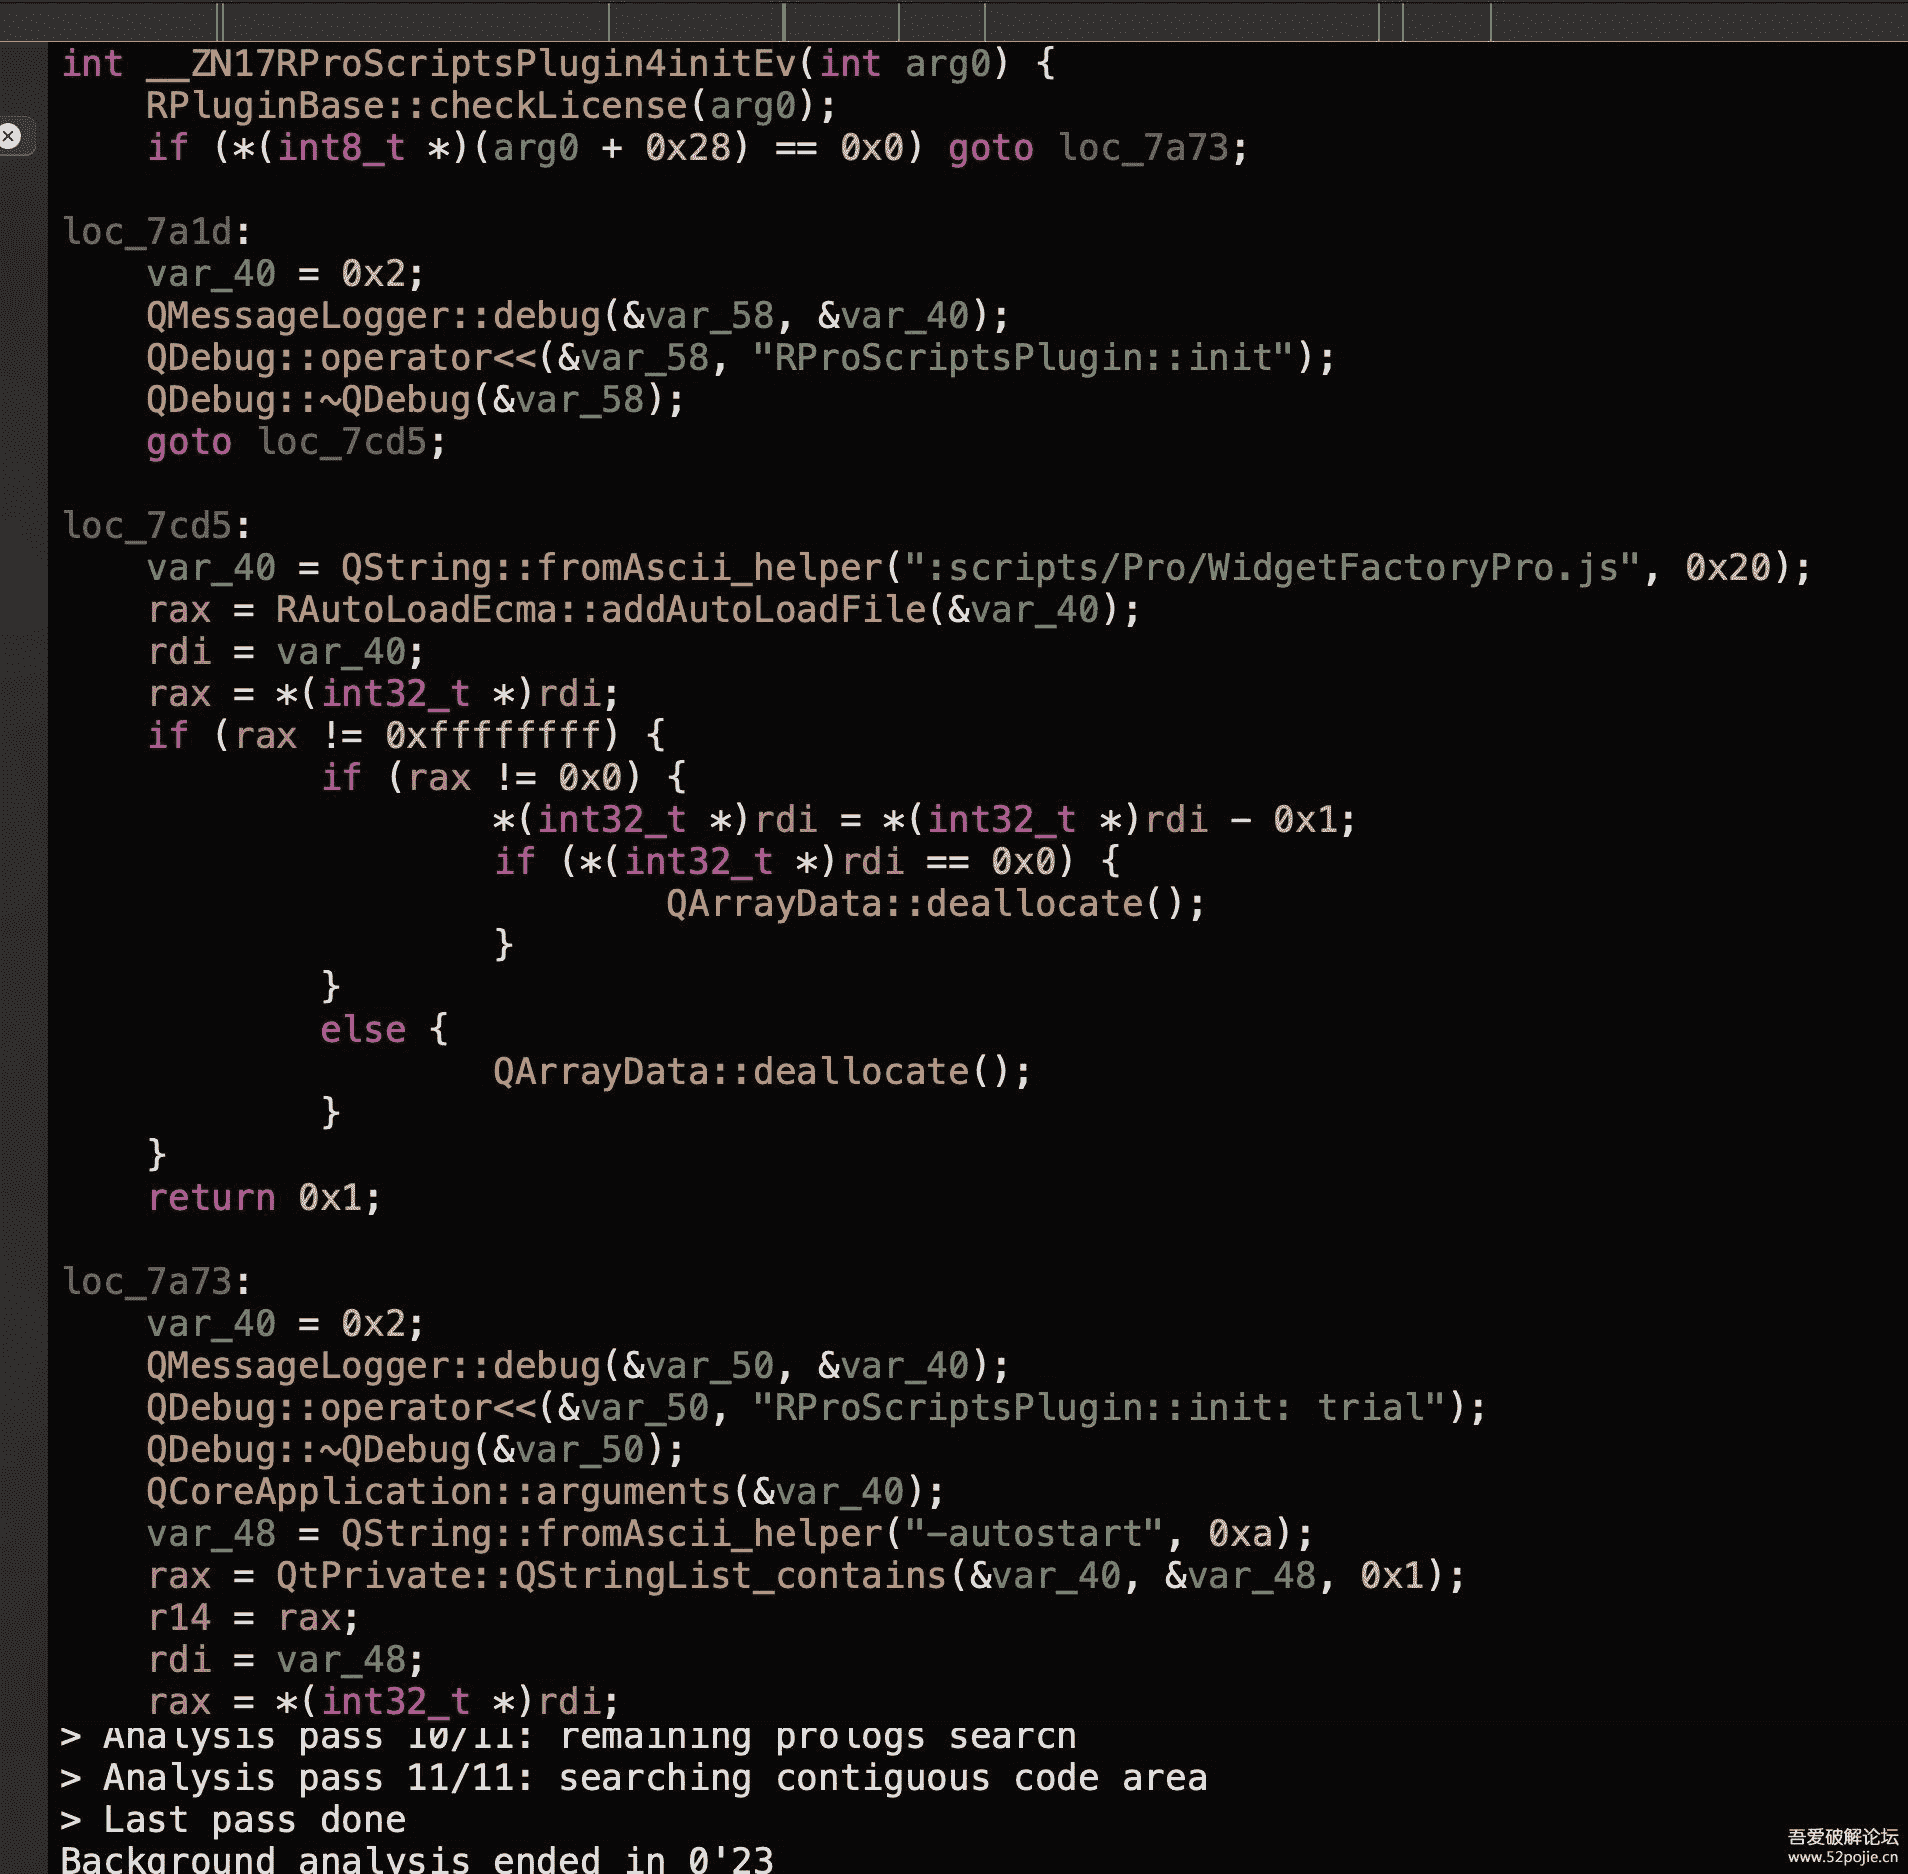 int __ZN17RProScriptsPlugin4initEv(int arg0) {
    RPluginBase::checkLicense(arg0);
    if (*(int8_t *)(arg0 + 0x28) == 0x0) goto loc_7a73;

loc_7a1d:
    var_40 = 0x2;
    QMessageLogger::debug(&var_58, &var_40);
    QDebug::operator<<(&var_58, "RProScriptsPlugin::init");
    QDebug::~QDebug(&var_58);
    goto loc_7cd5;

loc_7cd5:
    var_40 = QString::fromAscii_helper(":scripts/Pro/WidgetFactoryPro.js", 0x20);
    rax = RAutoLoadEcma::addAutoLoadFile(&var_40);
    rdi = var_40;
    rax = *(int32_t *)rdi;
    if (rax != 0xffffffff) {
            if (rax != 0x0) {
                    *(int32_t *)rdi = *(int32_t *)rdi - 0x1;
                    if (*(int32_t *)rdi == 0x0) {
                            QArrayData::deallocate();
                    }
            }
            else {
                    QArrayData::deallocate();
            }
    }
    return 0x1;

loc_7a73:
    var_40 = 0x2;
    QMessageLogger::debug(&var_50, &var_40);
    QDebug::operator<<(&var_50, "RProScriptsPlugin::init: trial");
    QDebug::~QDebug(&var_50);
    QCoreApplication::arguments(&var_40);
    var_48 = QString::fromAscii_helper("-autostart", 0xa);
    rax = QtPrivate::QStringList_contains(&var_40, &var_48, 0x1);
    r14 = rax;
    rdi = var_48;
    rax = *(int32_t *)rdi;
> Analysis pass 10/11: remaining prologs search
> Analysis pass 11/11: searching contiguous code area
> Last pass done
Background analysis ended in 0'23
吾爱破解论坛
www.52pojie.cn